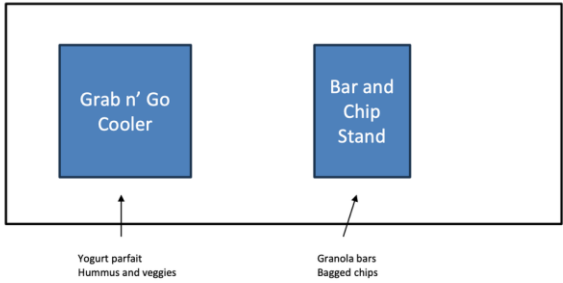 Grab n' Go
Cooler
Bar and
Chip
Stand
Yogurt parfait
Hummus and veggies
Granola bars
Bagged chips